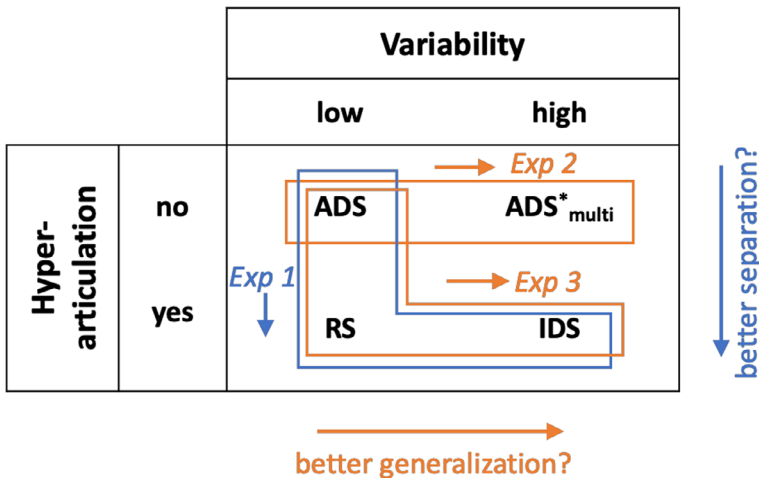 Variability
low high
Exp 2
no ADS ADS*multi
Hyper-
articulation
Exp 1
Exp 3
yes RS IDS
better separation?
better generalization?